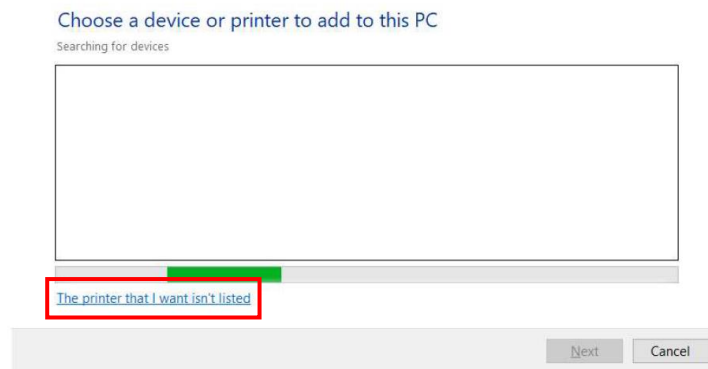 Choose a device or printer to add to this PC
Searching for devices
The printer that I want isn't listed
Next Cancel